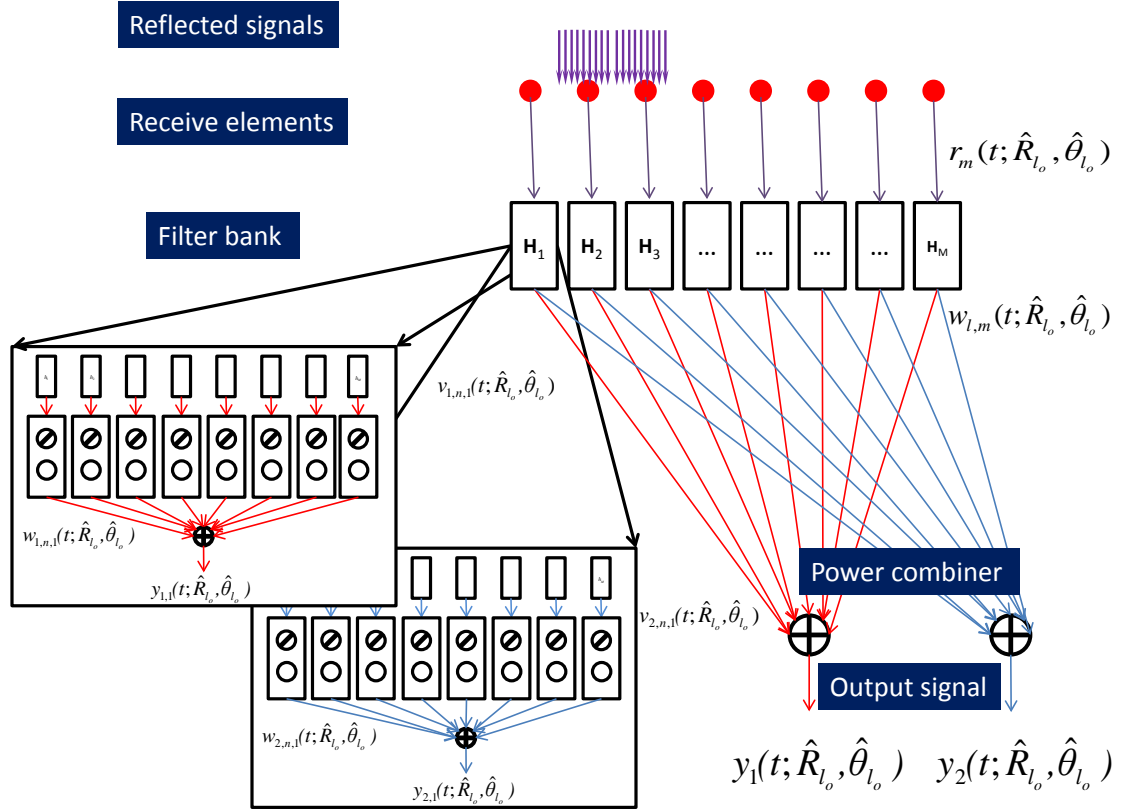 Reflected signals
Receive elements
r_m(t; R̂_{l_o}, θ̂_{l_o})
Filter bank
H_1 H_2 H_3 ... ... ... ... H_M
w_{l,m}(t; R̂_{l_o}, θ̂_{l_o})
v_{1,n,1}(t; R̂_{l_o}, θ̂_{l_o})
w_{1,n,1}(t; R̂_{l_o}, θ̂_{l_o})
y_{1,1}(t; R̂_{l_o}, θ̂_{l_o})
Power combiner
v_{2,n,1}(t; R̂_{l_o}, θ̂_{l_o})
Output signal
w_{2,n,1}(t; R̂_{l_o}, θ̂_{l_o})
y_{2,1}(t; R̂_{l_o}, θ̂_{l_o})
y_1(t; R̂_{l_o}, θ̂_{l_o}) y_2(t; R̂_{l_o}, θ̂_{l_o})